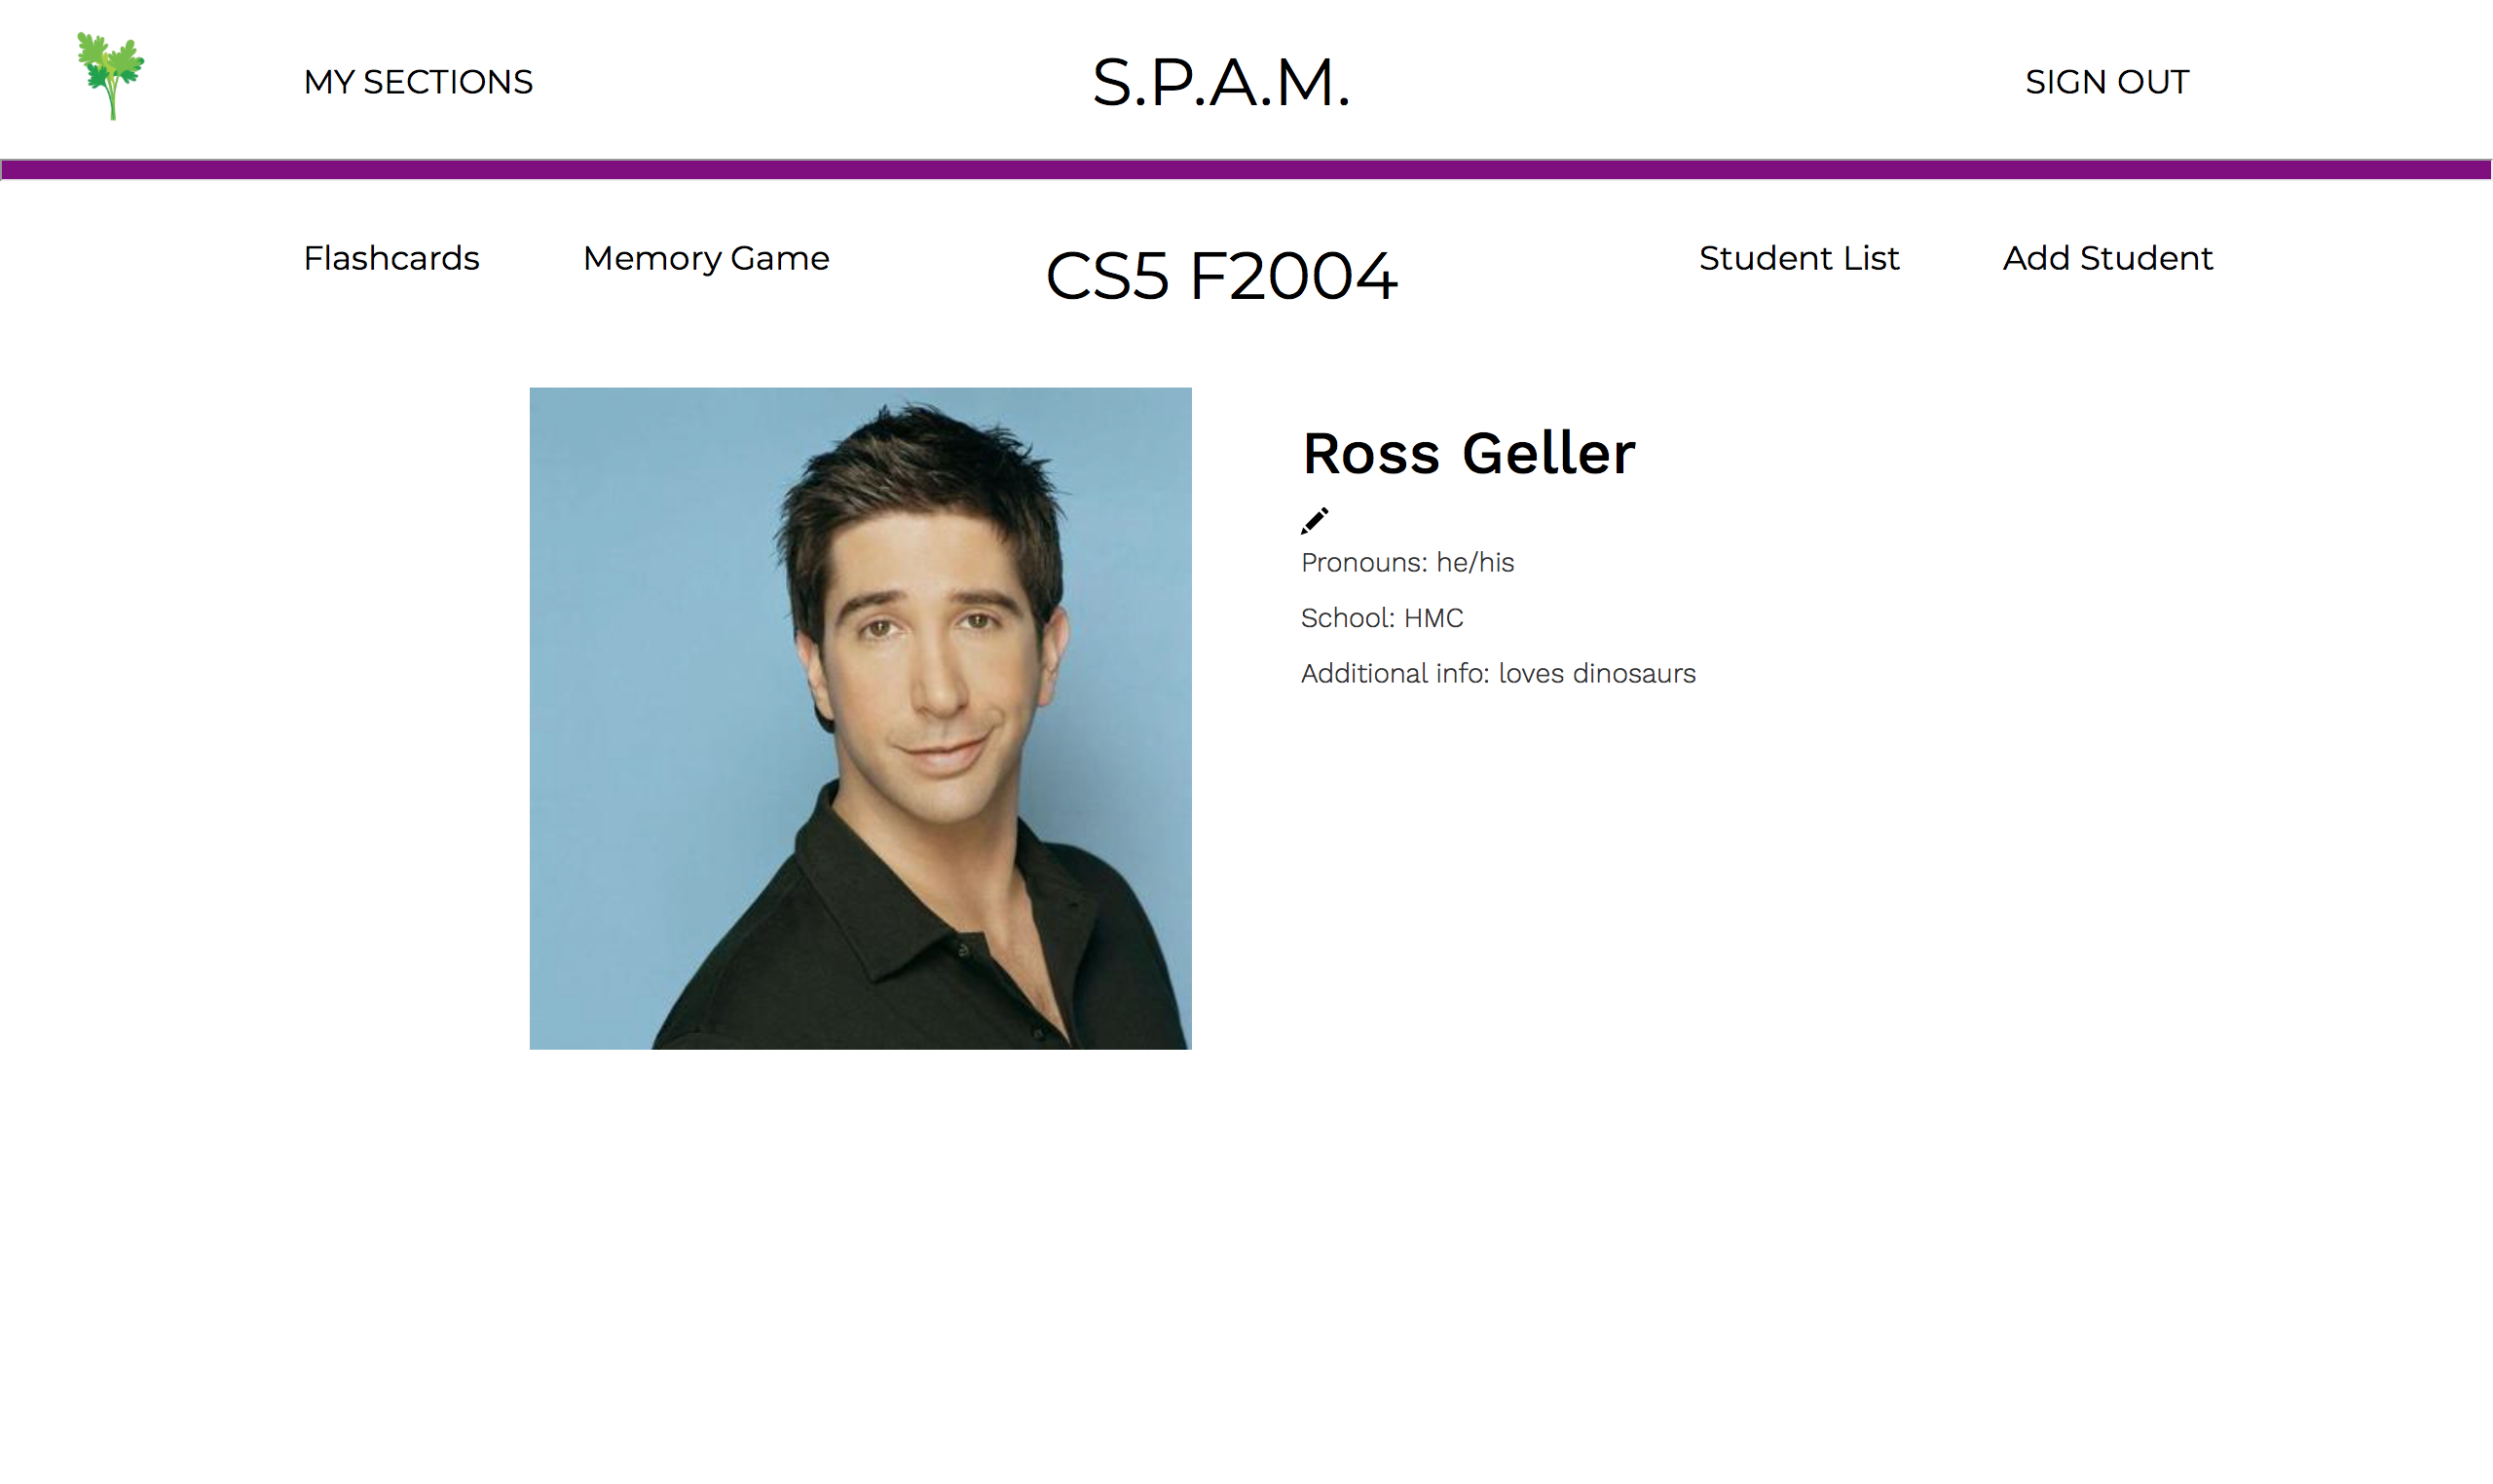 MY SECTIONS
S.P.A.M.
SIGN OUT
Flashcards
Memory Game
CS5 F2004
Student List
Add Student
Ross Geller
Pronouns: he/his
School: HMC
Additional info: loves dinosaurs